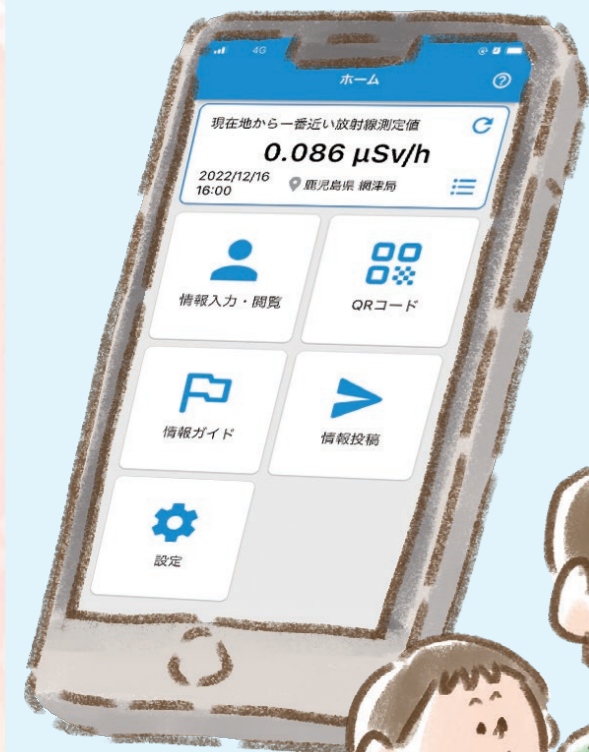 4G
ホーム
現在地から一番近い放射線測定値
0.086 μSv/h
2022/12/16
16:00
鹿児島県 網津局
情報入力・閲覧
QRコード
情報ガイド
情報投稿
設定